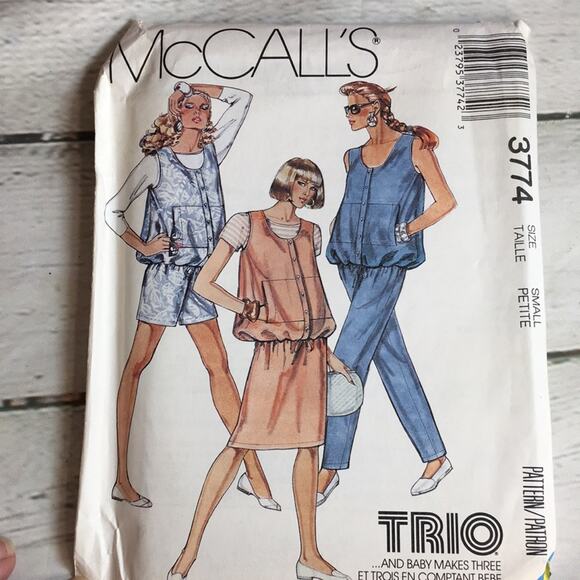 McCALL'S®
0 23795 37742 3
3774
SIZE
TAILLE
SMALL
PETITE
PATTERN/PATRON
TRIO
...AND BABY MAKES THREE
ET TROIS EN COMPTANT BÉBÉ